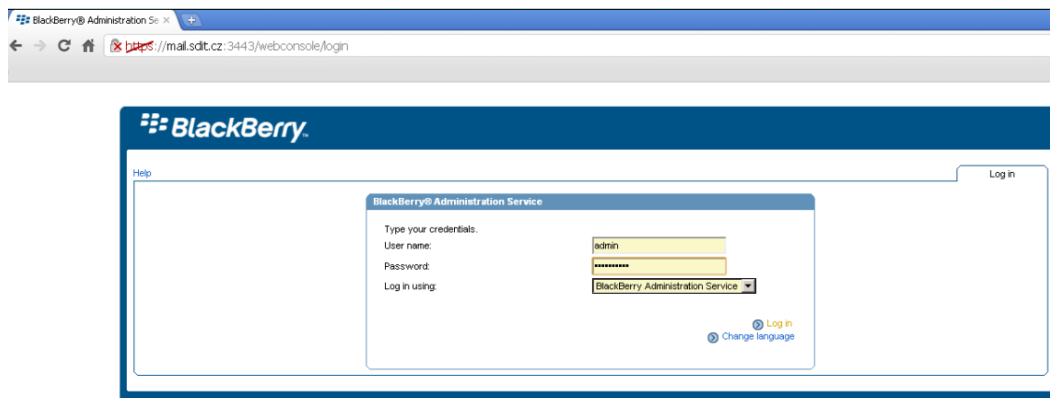 BlackBerry® Administration Se
https://mail.sdit.cz:3443/webconsole/login
BlackBerry.
Help
Log in
BlackBerry® Administration Service
Type your credentials.
User name: admin
Password: ••••••••••
Log in using: BlackBerry Administration Service
Log in
Change language